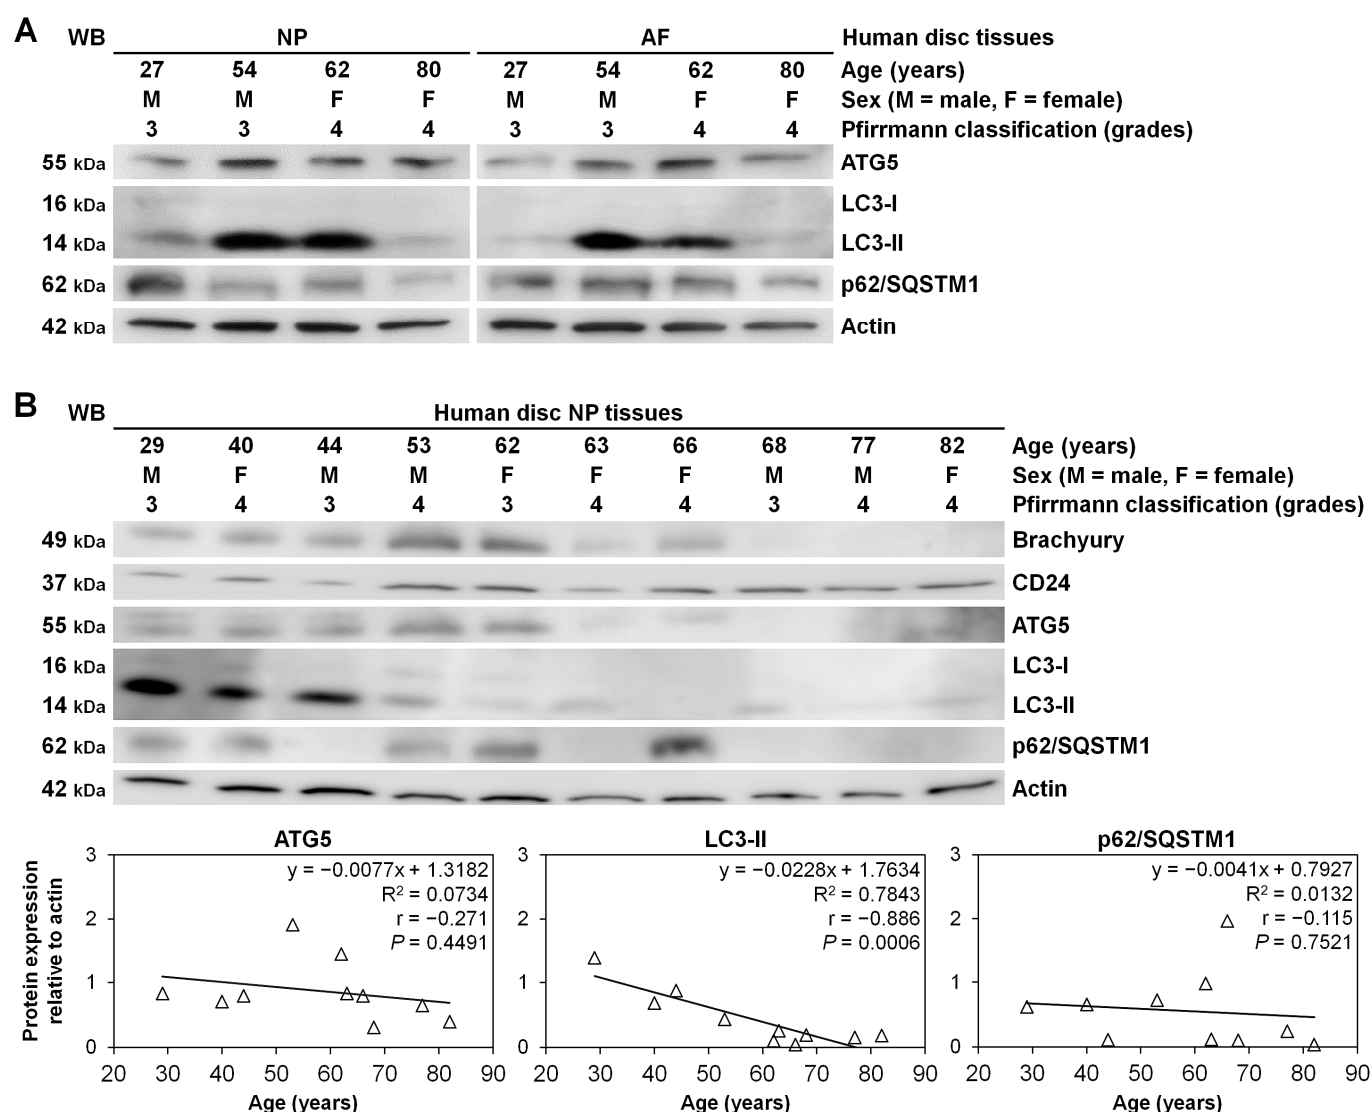 A WB NP AF Human disc tissues
27 54 62 80 27 54 62 80 Age (years)
M M F F M M F F Sex (M = male, F = female)
3 3 4 4 3 3 4 4 Pfirrmann classification (grades)
55 kDa ATG5
16 kDa LC3-I
14 kDa LC3-II
62 kDa p62/SQSTM1
42 kDa Actin
B WB Human disc NP tissues
29 40 44 53 62 63 66 68 77 82 Age (years)
M F M M F F F M M F Sex (M = male, F = female)
3 4 3 4 3 4 4 3 4 4 Pfirrmann classification (grades)
49 kDa Brachyury
37 kDa CD24
55 kDa ATG5
16 kDa LC3-I
14 kDa LC3-II
62 kDa p62/SQSTM1
42 kDa Actin
Protein expression
relative to actin
ATG5
y = −0.0077x + 1.3182
R² = 0.0734
r = −0.271
P = 0.4491
3
2
1
0
20 30 40 50 60 70 80 90
Age (years)
LC3-II
y = −0.0228x + 1.7634
R² = 0.7843
r = −0.886
P = 0.0006
3
2
1
0
20 30 40 50 60 70 80 90
Age (years)
p62/SQSTM1
y = −0.0041x + 0.7927
R² = 0.0132
r = −0.115
P = 0.7521
3
2
1
0
20 30 40 50 60 70 80 90
Age (years)